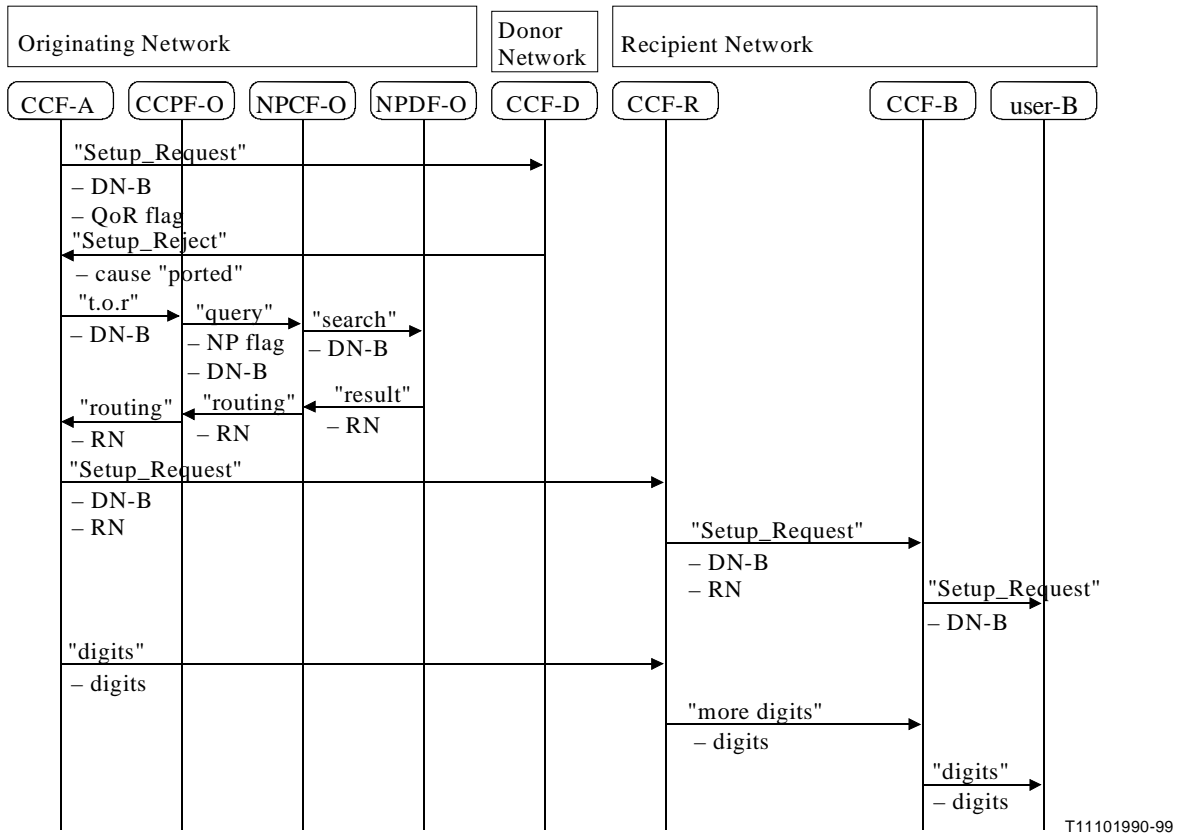 Originating Network
Donor
Network
Recipient Network
CCF-A
CCPF-O
NPCF-O
NPDF-O
CCF-D
CCF-R
CCF-B
user-B
"Setup_Request"
– DN-B
– QoR flag
"Setup_Reject"
– cause "ported"
"t.o.r"
– DN-B
"query"
– NP flag
– DN-B
"search"
– DN-B
"result"
– RN
"routing"
– RN
"routing"
– RN
"Setup_Request"
– DN-B
– RN
"Setup_Request"
– DN-B
– RN
"Setup_Request"
– DN-B
"digits"
– digits
"more digits"
– digits
"digits"
– digits
T11101990-99